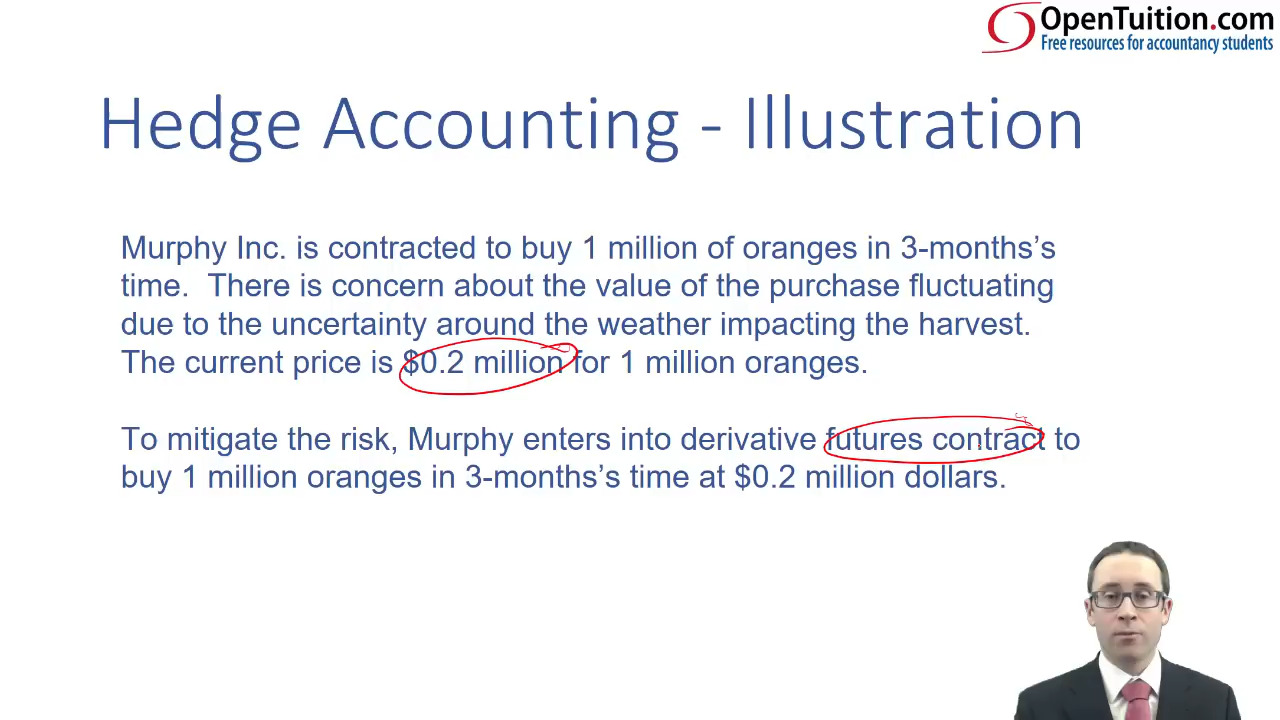 OpenTuition.com
Free resources for accountancy students
Hedge Accounting - Illustration
Murphy Inc. is contracted to buy 1 million of oranges in 3-months's
time. There is concern about the value of the purchase fluctuating
due to the uncertainty around the weather impacting the harvest.
The current price is $0.2 million for 1 million oranges.
To mitigate the risk, Murphy enters into derivative futures contract to
buy 1 million oranges in 3-months's time at $0.2 million dollars.